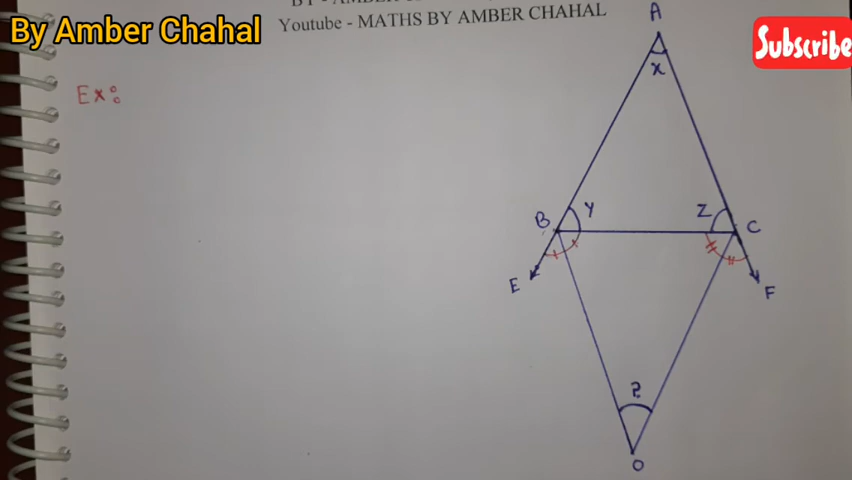 By Amber Chahal
Youtube - MATHS BY AMBER CHAHAL
Subscribe
Ex:
A
x
B
y
z
C
E
F
?
O